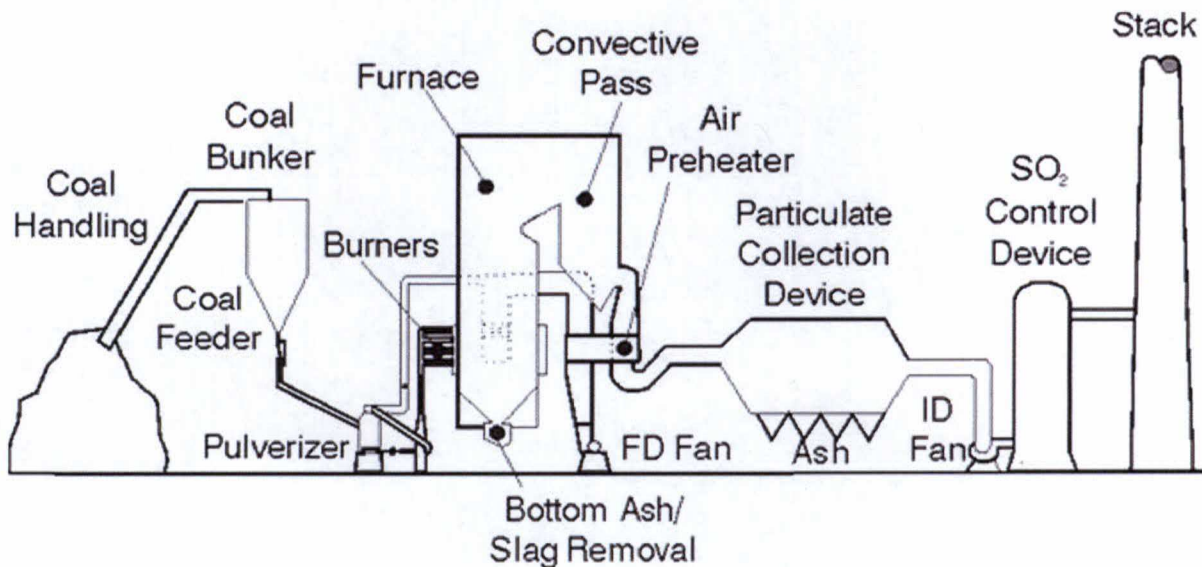 Stack
Convective
Pass
Furnace
Air
Preheater
Coal
Bunker
SO₂
Control
Device
Coal
Handling
Particulate
Collection
Device
Burners
Coal
Feeder
Pulverizer
FD Fan
Ash
ID
Fan
Bottom Ash/
Slag Removal